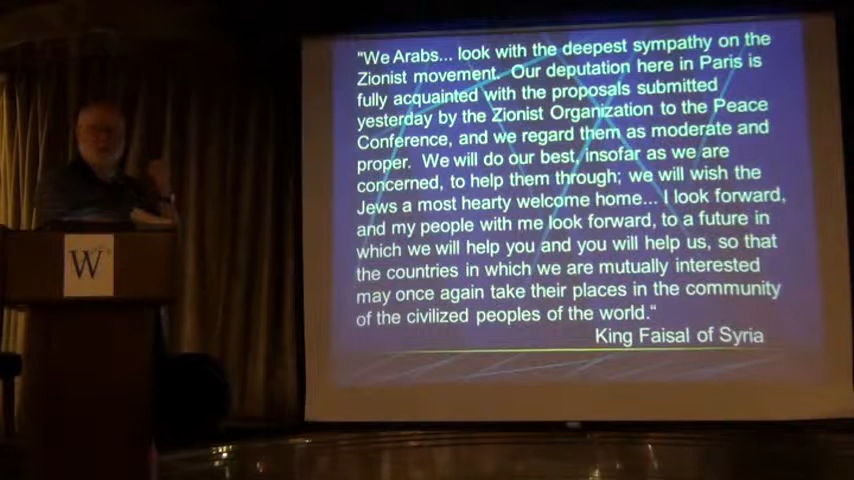 "We Arabs... look with the deepest sympathy on the
Zionist movement. Our deputation here in Paris is
fully acquainted with the proposals submitted
yesterday by the Zionist Organization to the Peace
Conference, and we regard them as moderate and
proper. We will do our best, insofar as we are
concerned, to help them through; we will wish the
Jews a most hearty welcome home... I look forward,
and my people with me look forward, to a future in
which we will help you and you will help us, so that
the countries in which we are mutually interested
may once again take their places in the community
of the civilized peoples of the world."
King Faisal of Syria
W